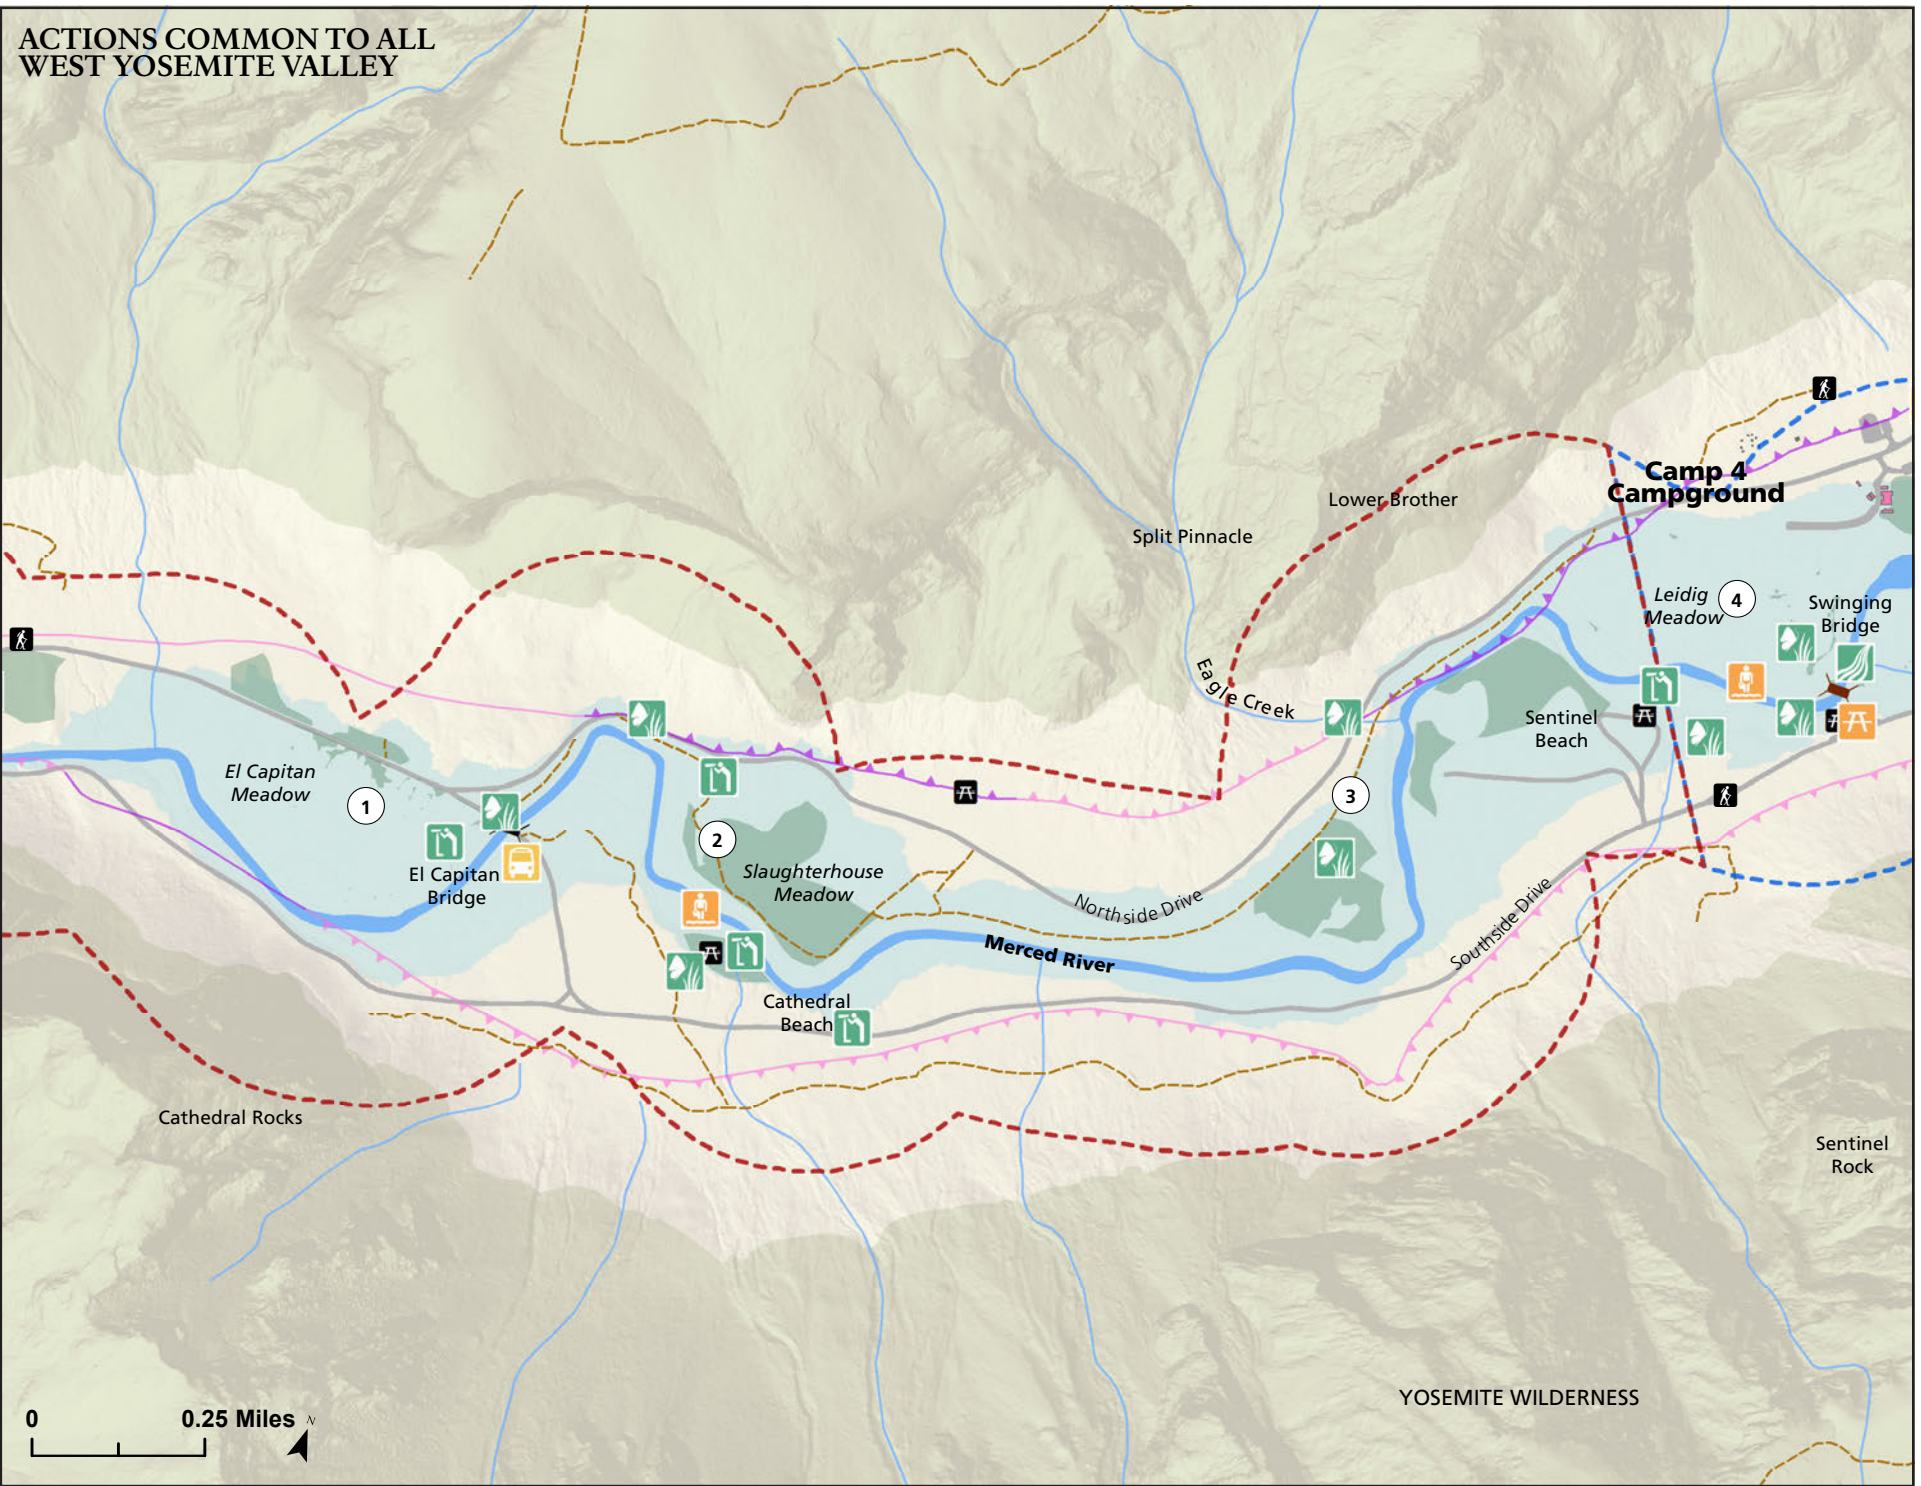 ACTIONS COMMON TO ALL
WEST YOSEMITE VALLEY
Camp 4
Campground
Lower Brother
Split Pinnacle
Leidig
Meadow
4
Swinging
Bridge
Eagle Creek
Sentinel
Beach
El Capitan
Meadow
1
3
2
El Capitan
Bridge
Slaughterhouse
Meadow
Northside Drive
Southside Drive
Merced River
Cathedral
Beach
Cathedral Rocks
Sentinel
Rock
YOSEMITE WILDERNESS
0 0.25 Miles N